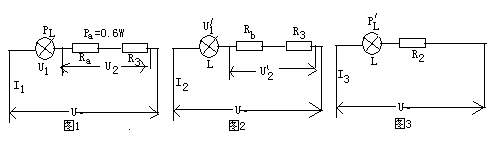 P_L P_a=0.6W
U_1 R_a U_2 R_3
I_1
U
图1
U_1' R_b R_3
L U_2'
I_2
U
图2
P_L'
L R_2
I_3
U
图3